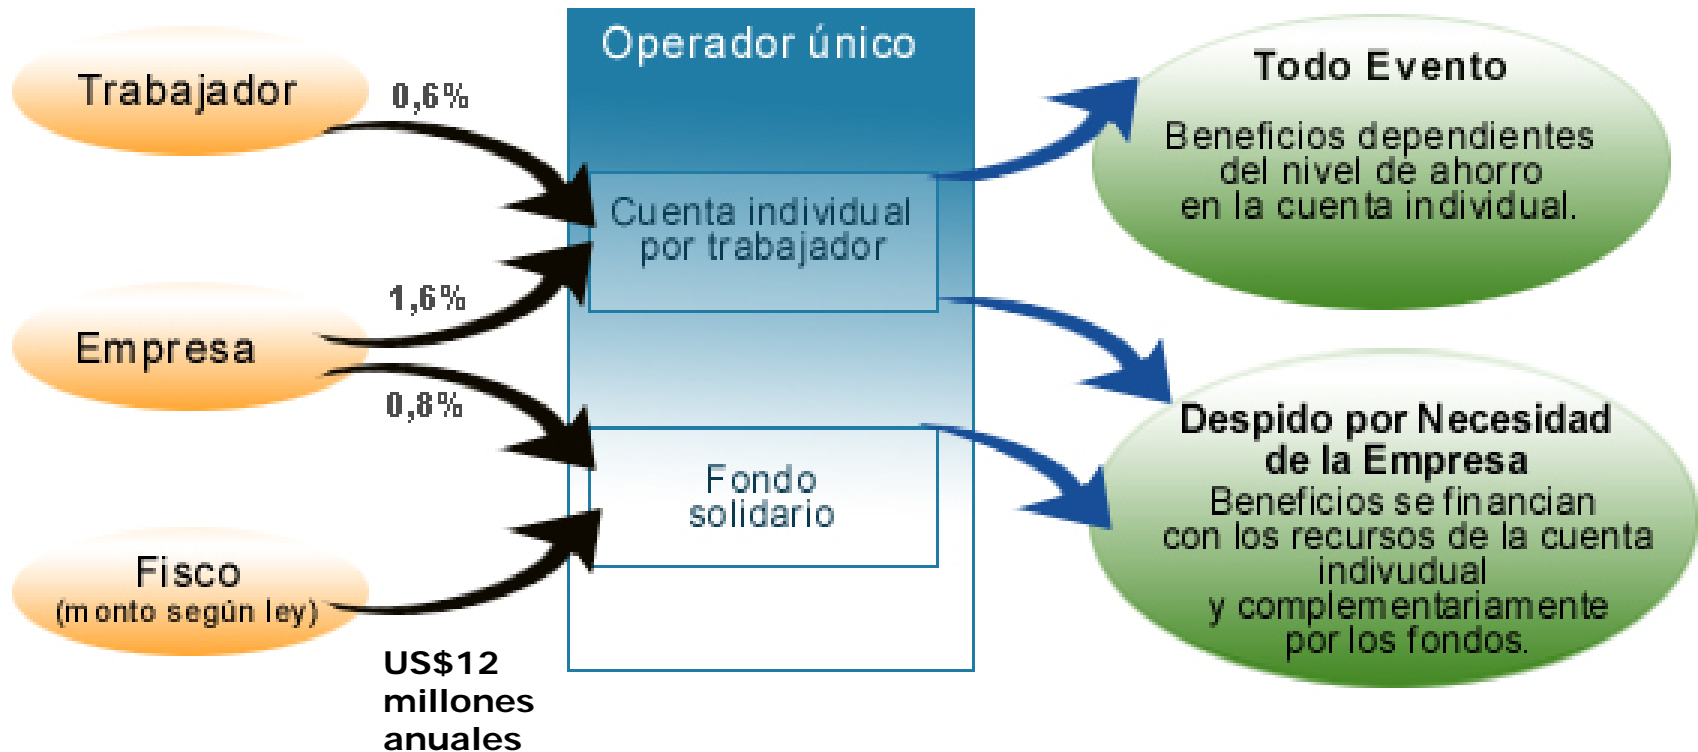 Trabajador
0,6%
Empresa
1,6%
0,8%
Fisco
(monto según ley)
US$12
millones
anuales
Operador único
Cuenta individual
por trabajador
Fondo
solidario
Todo Evento
Beneficios dependientes
del nivel de ahorro
en la cuenta individual.
Despido por Necesidad
de la Empresa
Beneficios se financian
con los recursos de la cuenta
indivudual
y complementariamente
por los fondos.